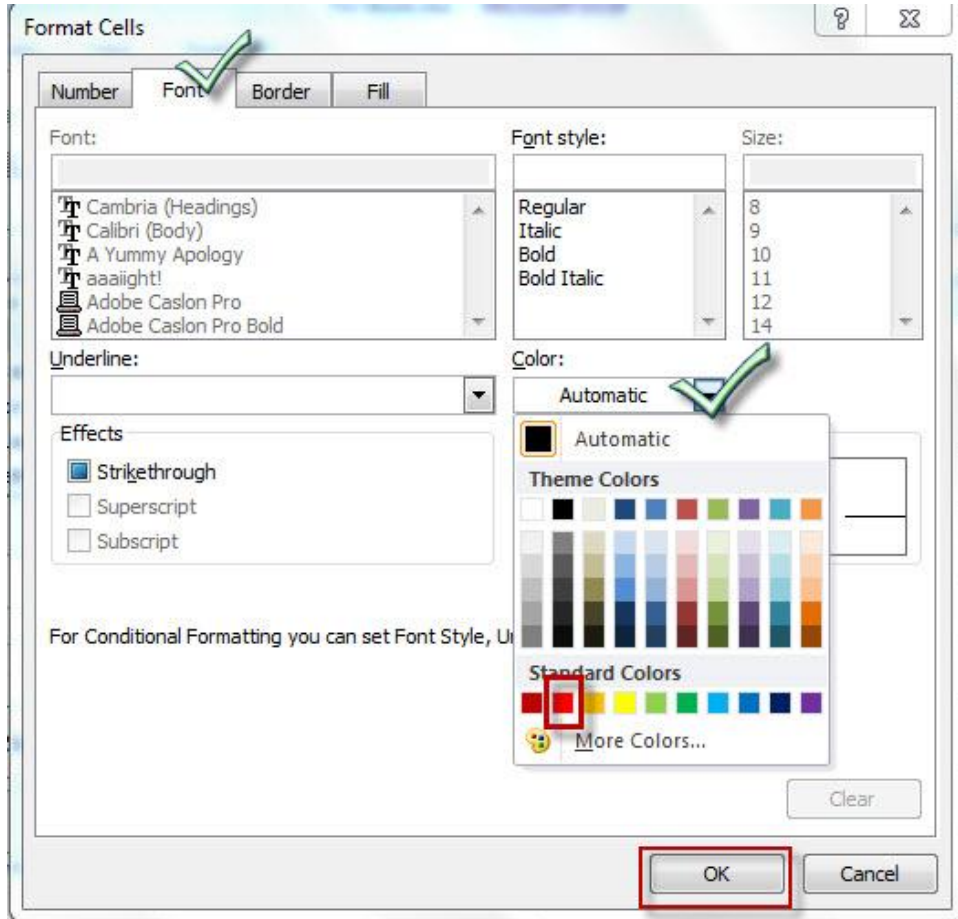 Format Cells
Number Font Border Fill
Font: Font style: Size:
Cambria (Headings) Regular 8
Calibri (Body) Italic 9
A Yummy Apology Bold 10
aaaiight! Bold Italic 11
Adobe Caslon Pro 12
Adobe Caslon Pro Bold 14
Underline: Color:
Automatic
Effects Automatic
Strikethrough Theme Colors
Superscript
Subscript
For Conditional Formatting you can set Font Style, U
Standard Colors
More Colors...
Clear
OK Cancel